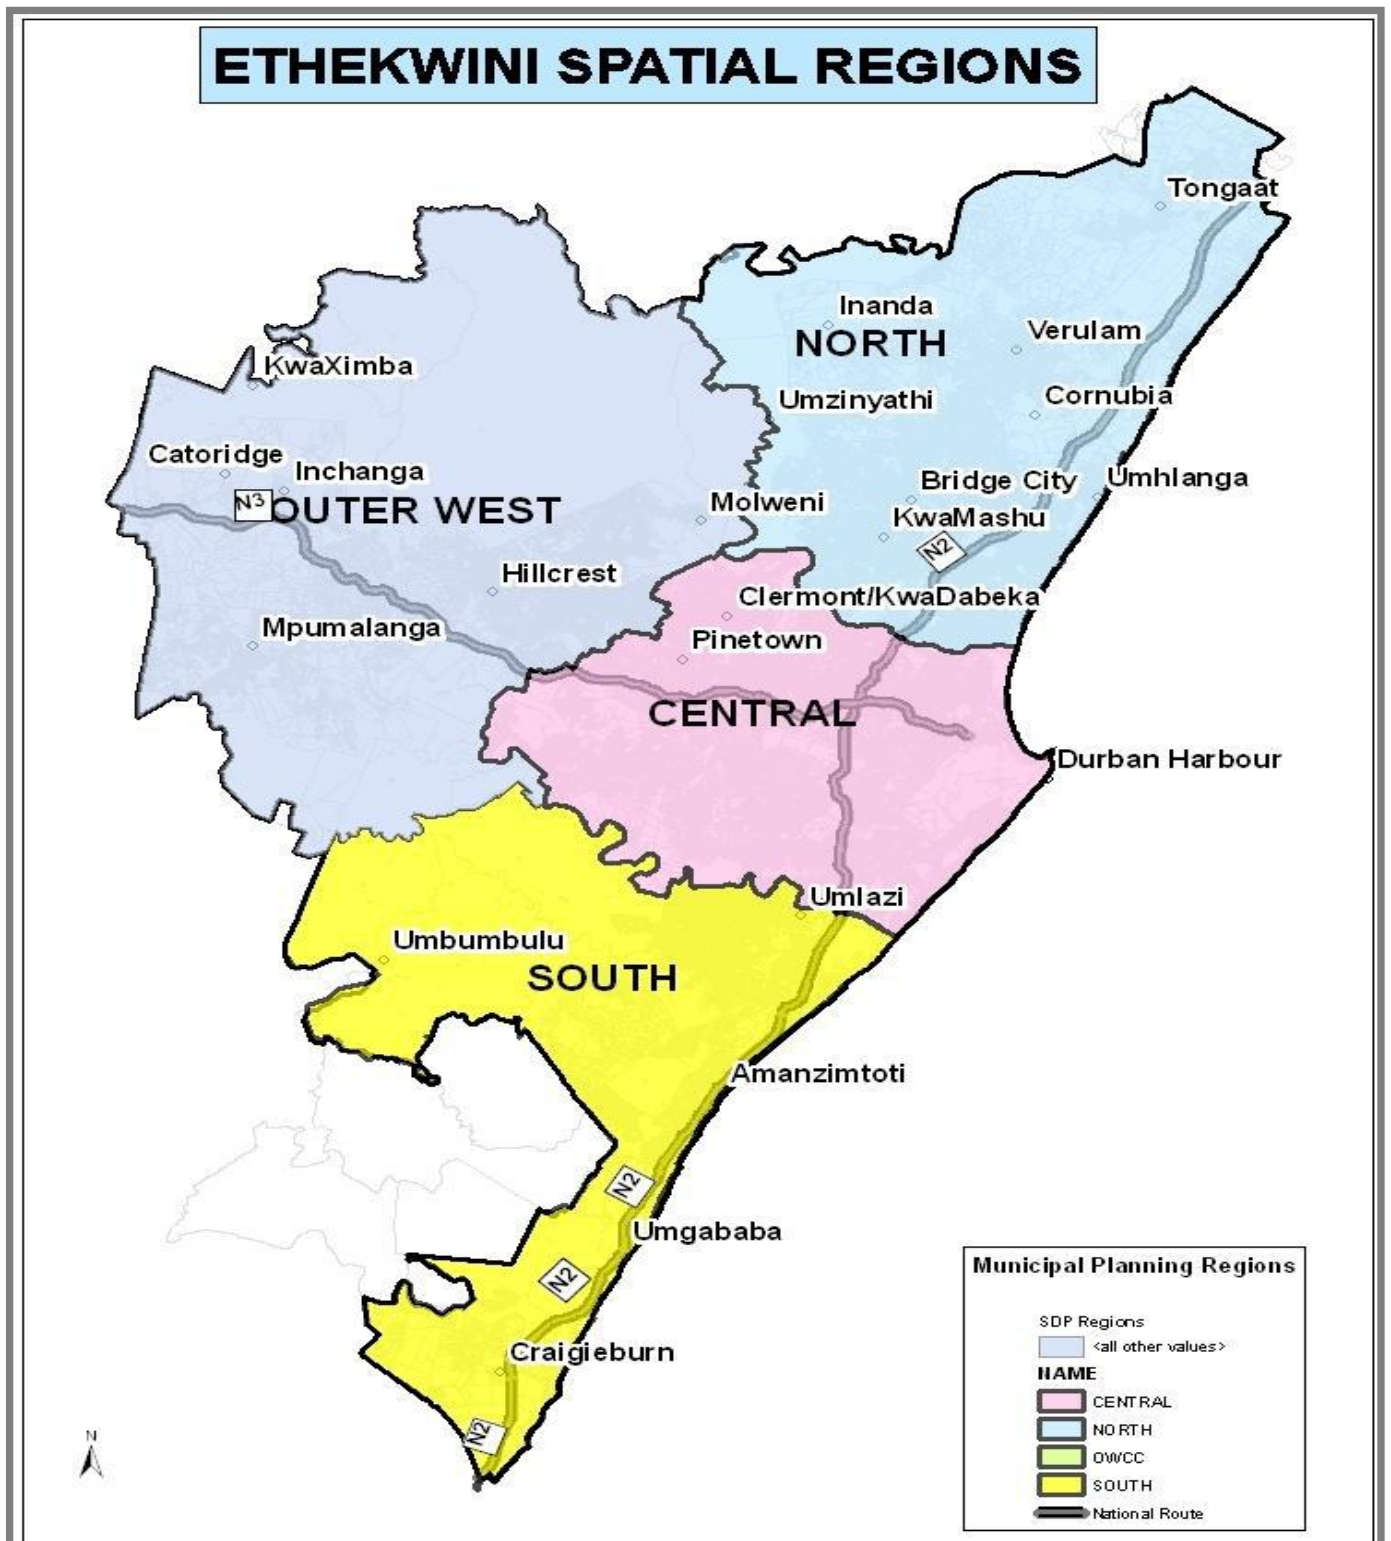 ETHEKWINI SPATIAL REGIONS
Tongaat
Inanda
NORTH
Verulam
KwaXimba
Umzinyathi
Cornubia
Catoridge
Inchanga
Bridge City
Umhlanga
N3
OUTER WEST
Molweni
KwaMashu
N2
Hillcrest
Clermont/KwaDabeka
Mpumalanga
Pinetown
CENTRAL
Durban Harbour
Umlazi
Umbumbulu
SOUTH
Amanzimtoti
N2
Umgababa
N2
Craigieburn
N2
N
Municipal Planning Regions
SDP Regions
<all other values>
NAME
CENTRAL
NORTH
OWCC
SOUTH
National Route